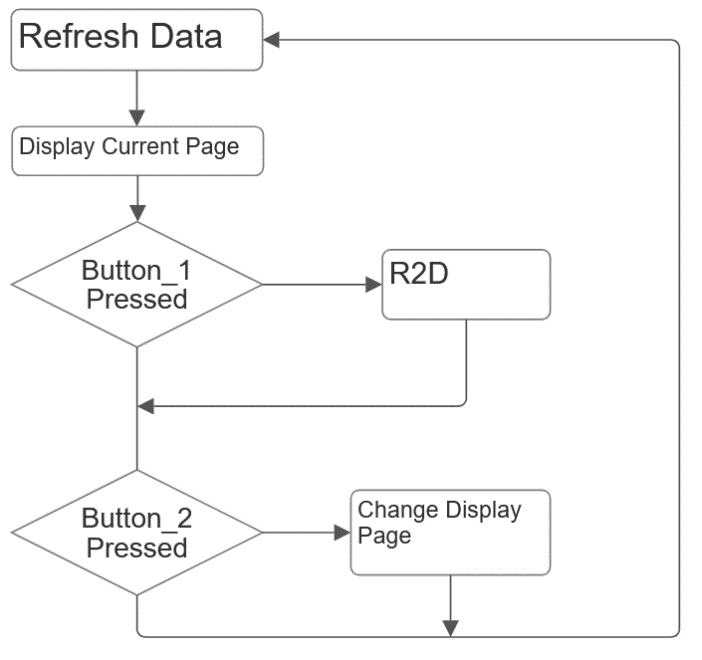 Refresh Data
Display Current Page
Button_1
Pressed
R2D
Button_2
Pressed
Change Display
Page